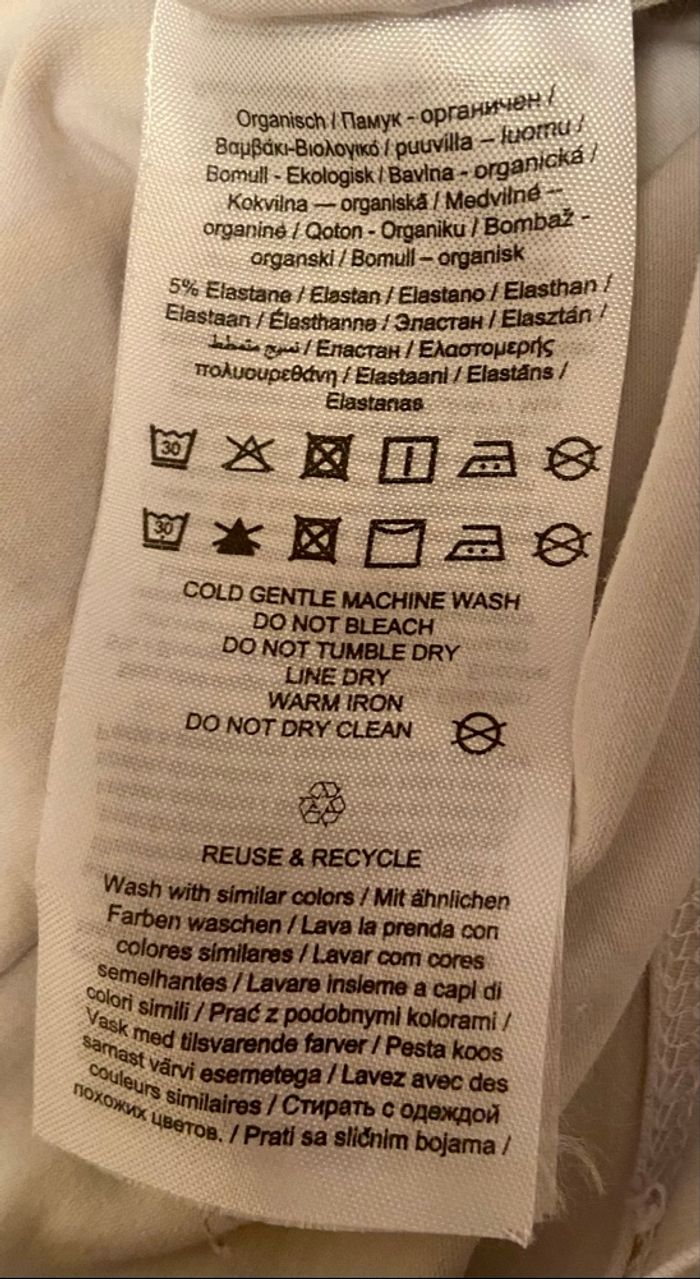 Organisch / Памук - органичен /
Βαμβάκι-Βιολογικό / puuvilla – luomu /
Bomull - Ekologisk / Bavlna - organická /
Kokvilna — organiskā / Medvilnė –
organinė / Qoton - Organiku / Bombaž -
organski / Bomull – organisk
5% Elastane / Elastan / Elastano / Elasthan /
Elastaan / Élasthanne / Эластан / Elasztán /
نسيج مطاط / Еластан / Ελαστομερής
πολυουρεθάνη / Elastaani / Elastāns /
Elastanas
30
30
COLD GENTLE MACHINE WASH
DO NOT BLEACH
DO NOT TUMBLE DRY
LINE DRY
WARM IRON
DO NOT DRY CLEAN
REUSE & RECYCLE
Wash with similar colors / Mit ähnlichen
Farben waschen / Lava la prenda con
colores similares / Lavar com cores
semelhantes / Lavare insieme a capi di
colori simili / Prać z podobnymi kolorami /
Vask med tilsvarende farver / Pesta koos
sarnast värvi esemetega / Lavez avec des
couleurs similaires / Стирать с одеждой
похожих цветов. / Prati sa sličnim bojama /